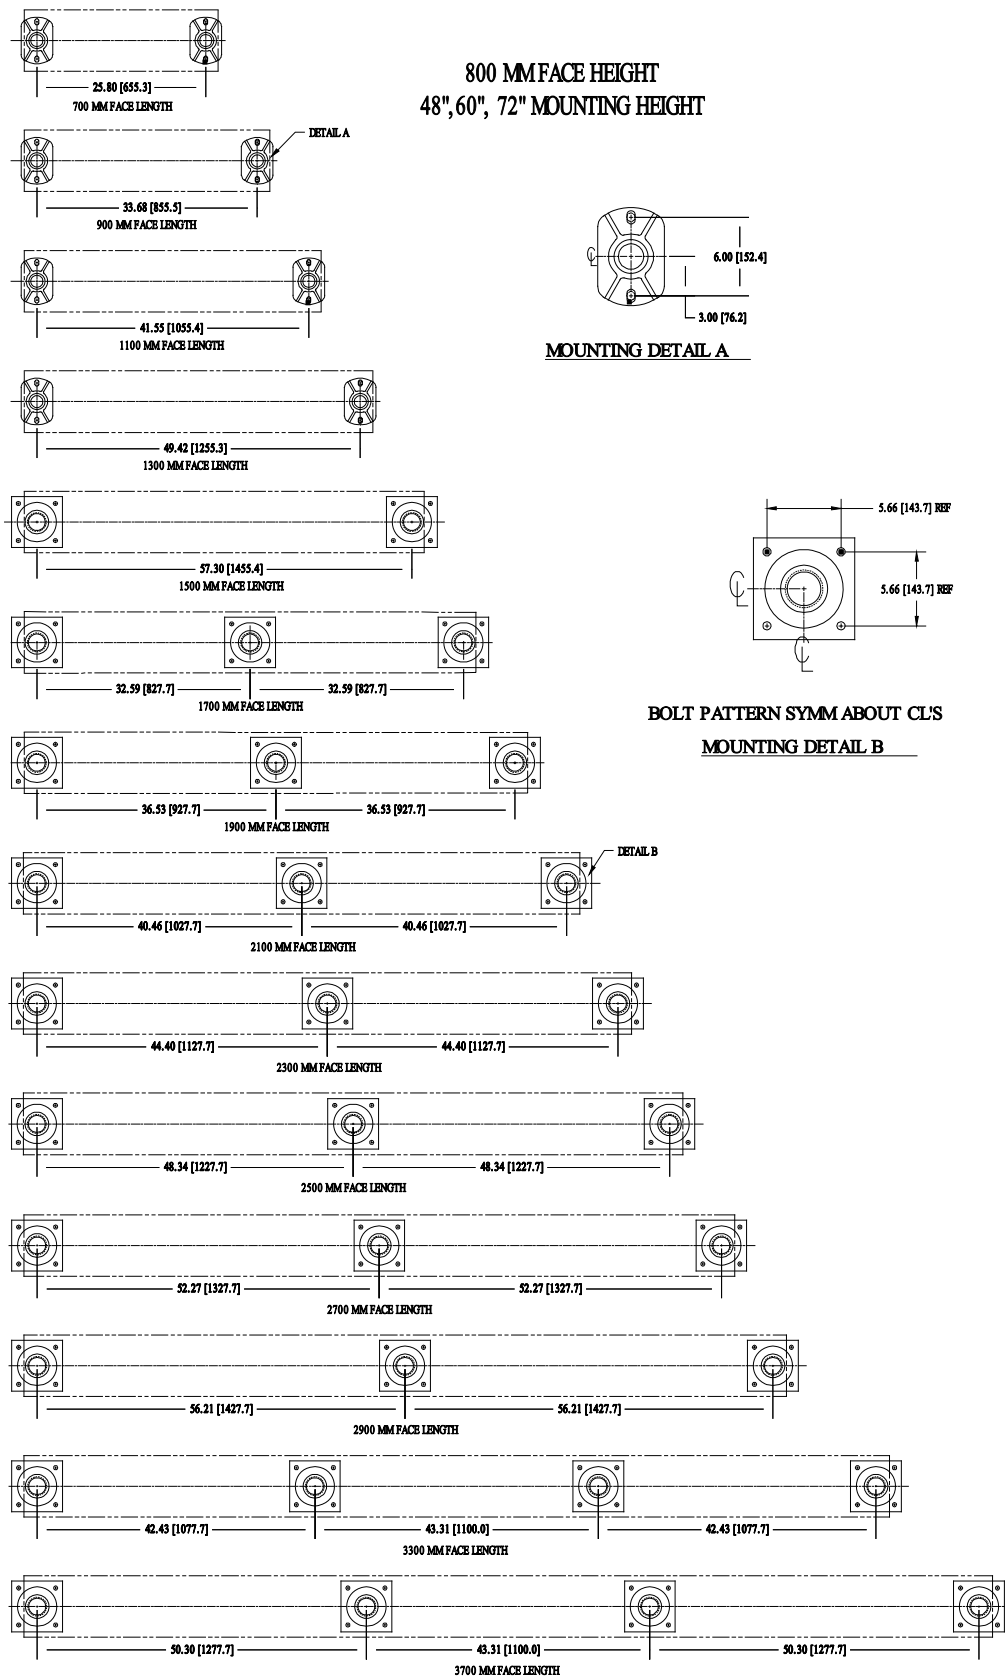 800 MM FACE HEIGHT
48", 60", 72" MOUNTING HEIGHT
25.80 [655.3]
700 MM FACE LENGTH
DETAIL A
33.68 [855.5]
900 MM FACE LENGTH
6.00 [152.4]
3.00 [76.2]
MOUNTING DETAIL A
41.55 [1055.4]
1100 MM FACE LENGTH
49.42 [1255.3]
1300 MM FACE LENGTH
57.30 [1455.4]
1500 MM FACE LENGTH
5.66 [143.7] REF
5.66 [143.7] REF
BOLT PATTERN SYMM ABOUT CL'S
MOUNTING DETAIL B
32.59 [827.7] 32.59 [827.7]
1700 MM FACE LENGTH
36.53 [927.7] 36.53 [927.7]
1900 MM FACE LENGTH
DETAIL B
40.46 [1027.7] 40.46 [1027.7]
2100 MM FACE LENGTH
44.40 [1127.7] 44.40 [1127.7]
2300 MM FACE LENGTH
48.34 [1227.7] 48.34 [1227.7]
2500 MM FACE LENGTH
52.27 [1327.7] 52.27 [1327.7]
2700 MM FACE LENGTH
56.21 [1427.7] 56.21 [1427.7]
2900 MM FACE LENGTH
42.43 [1077.7] 43.31 [1100.0] 42.43 [1077.7]
3300 MM FACE LENGTH
50.30 [1277.7] 43.31 [1100.0] 50.30 [1277.7]
3700 MM FACE LENGTH